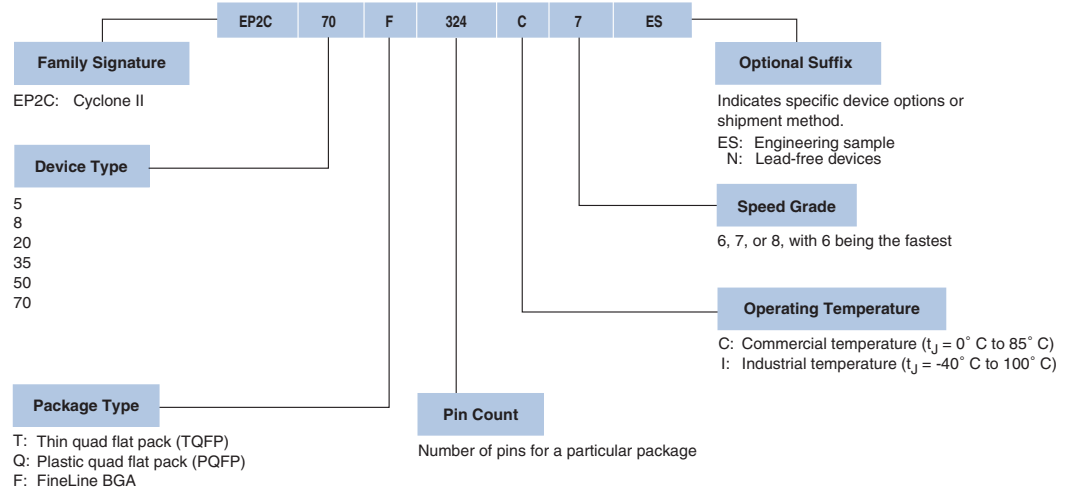 EP2C 70 F 324 C 7 ES
Family Signature
EP2C: Cyclone II
Device Type
5
8
20
35
50
70
Package Type
T: Thin quad flat pack (TQFP)
Q: Plastic quad flat pack (PQFP)
F: FineLine BGA
Pin Count
Number of pins for a particular package
Optional Suffix
Indicates specific device options or
shipment method.
ES: Engineering sample
N: Lead-free devices
Speed Grade
6, 7, or 8, with 6 being the fastest
Operating Temperature
C: Commercial temperature (tJ = 0° C to 85° C)
I: Industrial temperature (tJ = -40° C to 100° C)